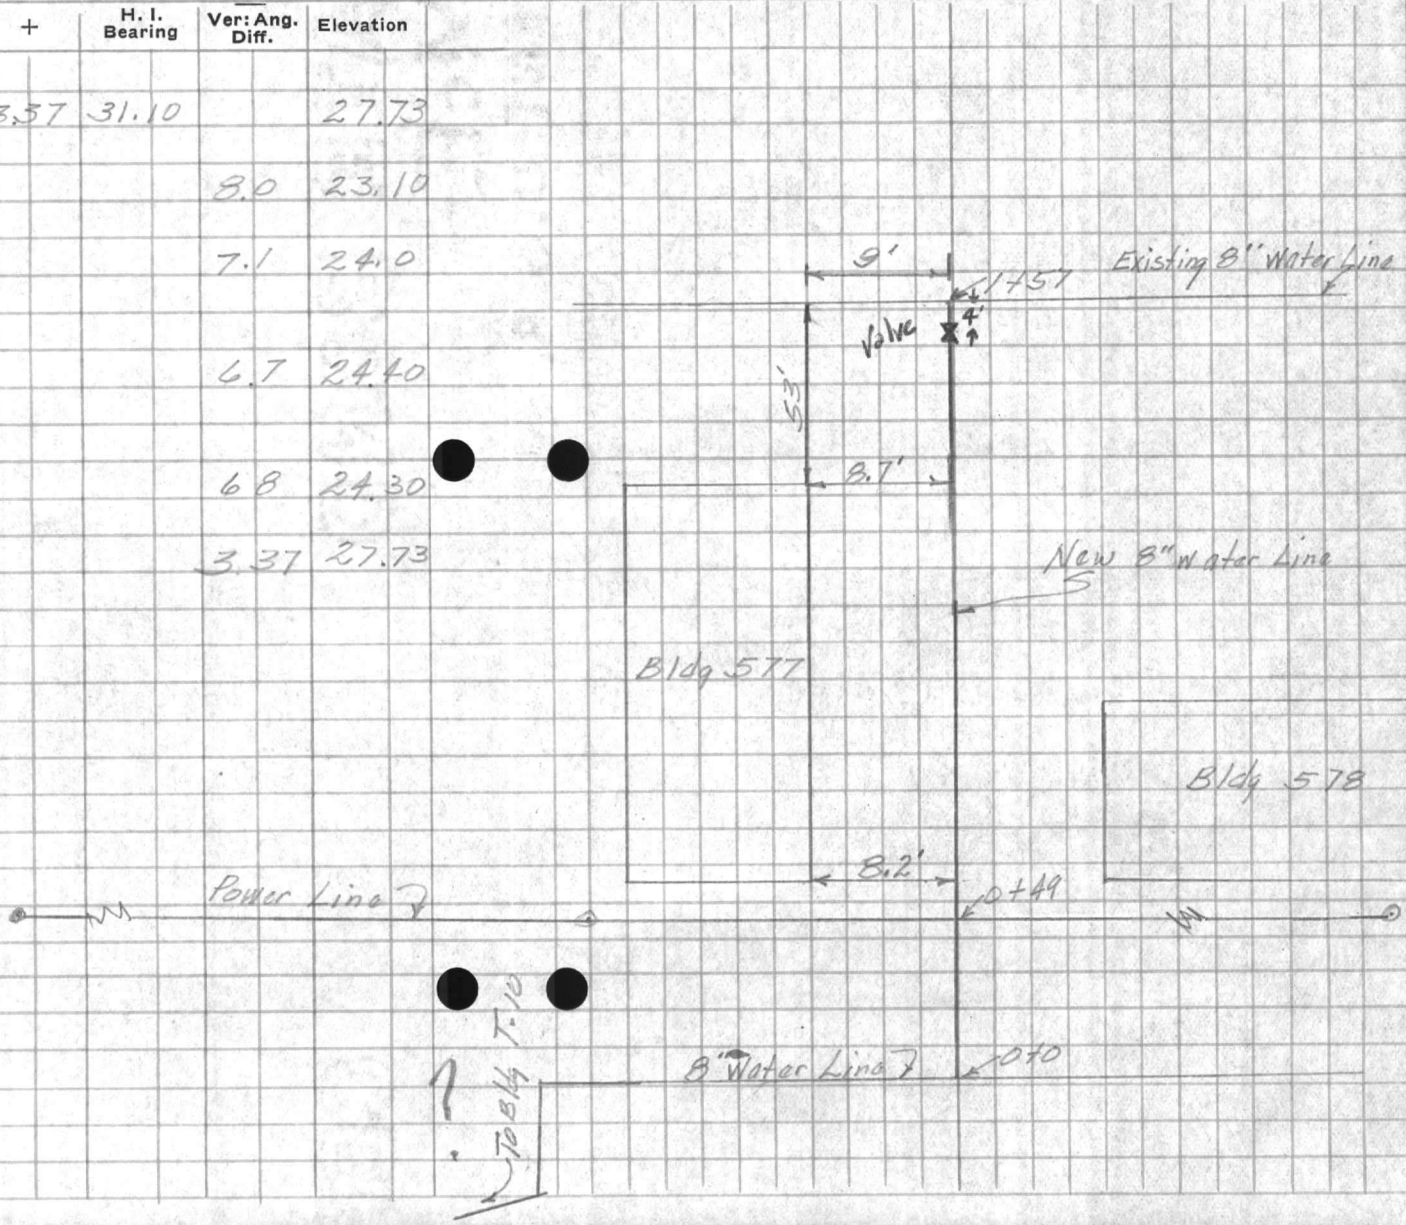 + H. I. Bearing Ver: Ang. Diff. Elevation
3.37 31.10 27.73
8.0 23.10
7.1 24.0
6.7 24.40
6 8 24.30
3.37 27.73
9'
1+57
Existing 8" Water Line
Valve
4'
53'
8.7'
New 8" water Line
Bldg 577
Bldg 578
8.2'
0+49
Power Line
To Bldg T-10
?
8" Water Line
0+0